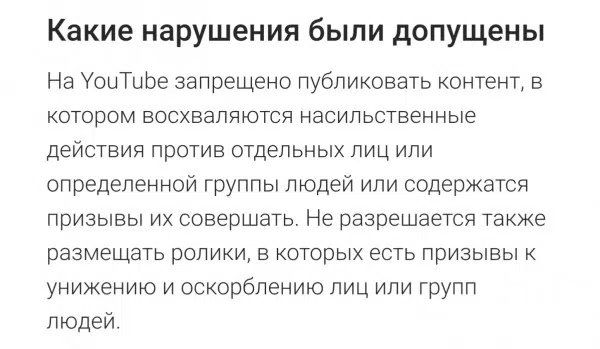 Какие нарушения были допущены
На YouTube запрещено публиковать контент, в
котором восхваляются насильственные
действия против отдельных лиц или
определенной группы людей или содержатся
призывы их совершать. Не разрешается также
размещать ролики, в которых есть призывы к
унижению и оскорблению лиц или групп
людей.